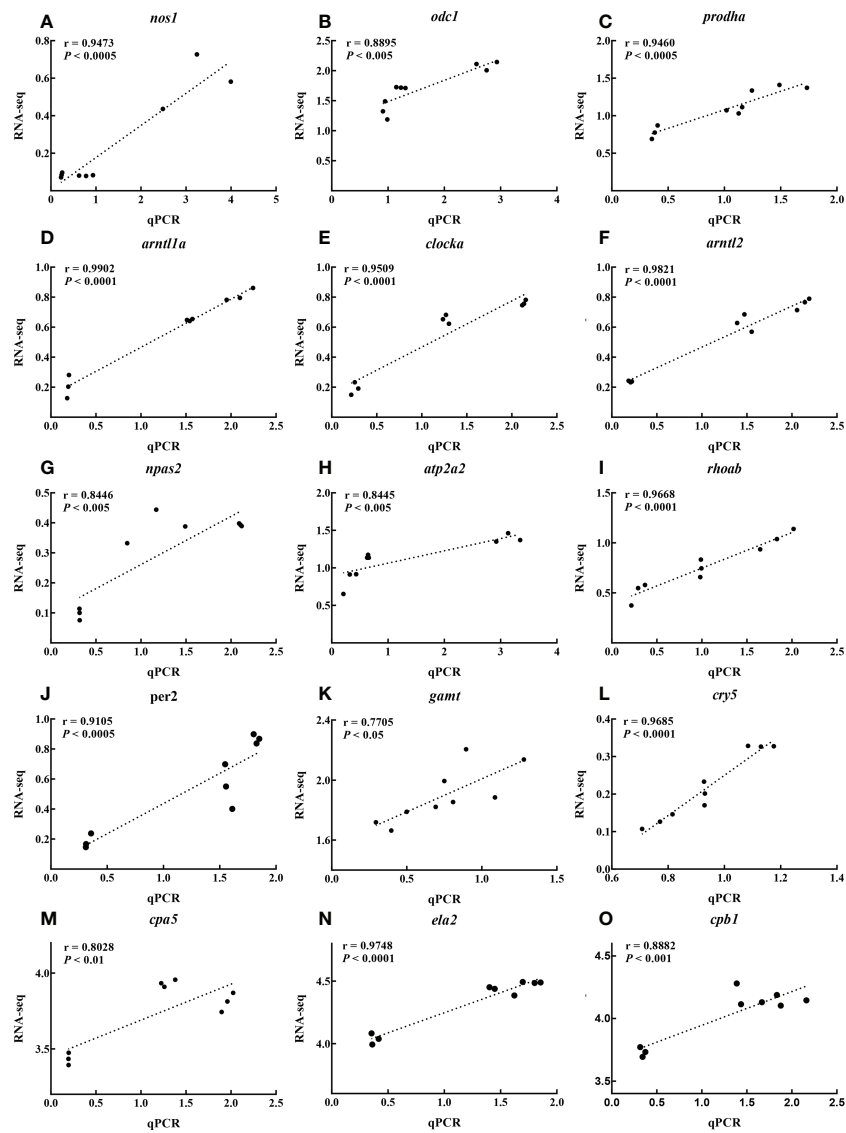 A nos1
r = 0.9473
P < 0.0005
RNA-seq
0.8
0.6
0.4
0.2
0 1 2 3 4 5
qPCR
B odc1
r = 0.8895
P < 0.005
RNA-seq
2.5
2.0
1.5
1.0
0.5
0 1 2 3 4
qPCR
C prodha
r = 0.9460
P < 0.0005
RNA-seq
2.0
1.5
1.0
0.5
0.0 0.5 1.0 1.5 2.0
qPCR
D arntl1a
r = 0.9902
P < 0.0001
RNA-seq
1.0
0.8
0.6
0.4
0.2
0.0 0.5 1.0 1.5 2.0 2.5
qPCR
E clocka
r = 0.9509
P < 0.0001
RNA-seq
1.0
0.8
0.6
0.4
0.2
0.0 0.5 1.0 1.5 2.0 2.5
qPCR
F arntl2
r = 0.9821
P < 0.0001
RNA-seq
1.0
0.8
0.6
0.4
0.2
0.0 0.5 1.0 1.5 2.0 2.5
qPCR
G npas2
r = 0.8446
P < 0.005
RNA-seq
0.5
0.4
0.3
0.2
0.1
0.0 0.5 1.0 1.5 2.0 2.5
qPCR
H atp2a2
r = 0.8445
P < 0.005
RNA-seq
2.0
1.5
1.0
0.5
0 1 2 3 4
qPCR
I rhoab
r = 0.9668
P < 0.0001
RNA-seq
1.5
1.0
0.5
0.0 0.5 1.0 1.5 2.0 2.5
qPCR
J per2
r = 0.9105
P < 0.0005
RNA-seq
1.0
0.8
0.6
0.4
0.2
0.0 0.5 1.0 1.5 2.0
qPCR
K gamt
r = 0.7705
P < 0.05
RNA-seq
2.4
2.0
1.6
0.0 0.5 1.0 1.5
qPCR
L cry5
r = 0.9685
P < 0.0001
RNA-seq
0.4
0.3
0.2
0.1
0.0
0.6 0.8 1.0 1.2 1.4
qPCR
M cpa5
r = 0.8028
P < 0.01
RNA-seq
4.0
3.5
0.0 0.5 1.0 1.5 2.0 2.5
qPCR
N ela2
r = 0.9748
P < 0.0001
RNA-seq
4.5
4.0
0.0 0.5 1.0 1.5 2.0
qPCR
O cpb1
r = 0.8882
P < 0.001
RNA-seq
4.5
4.0
3.5
0.0 0.5 1.0 1.5 2.0 2.5
qPCR